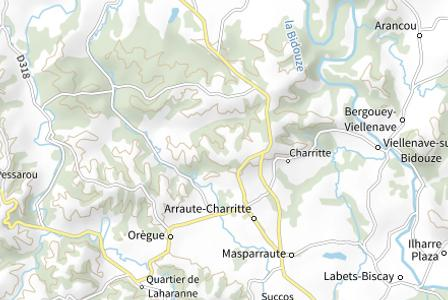 la Bidouze
Arancou
D318
Bergouey-
Viellenave
Viellenave-su
Bidouze
Charritte
Pessarou
Arraute-Charritte
Orègue
Ilharre
Plaza
Masparraute
Labets-Biscay
Quartier de
Laharanne
Succos